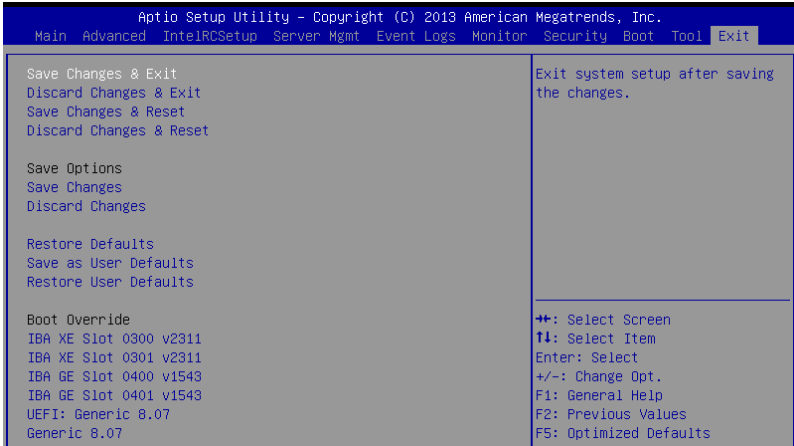 Aptio Setup Utility – Copyright (C) 2013 American Megatrends, Inc.
Main Advanced IntelRCSetup Server Mgmt Event Logs Monitor Security Boot Tool Exit
Save Changes & Exit
Discard Changes & Exit
Save Changes & Reset
Discard Changes & Reset
Save Options
Save Changes
Discard Changes
Restore Defaults
Save as User Defaults
Restore User Defaults
Boot Override
IBA XE Slot 0300 v2311
IBA XE Slot 0301 v2311
IBA GE Slot 0400 v1543
IBA GE Slot 0401 v1543
UEFI: Generic 8.07
Generic 8.07
Exit system setup after saving
the changes.
→←: Select Screen
↑↓: Select Item
Enter: Select
+/-: Change Opt.
F1: General Help
F2: Previous Values
F5: Optimized Defaults